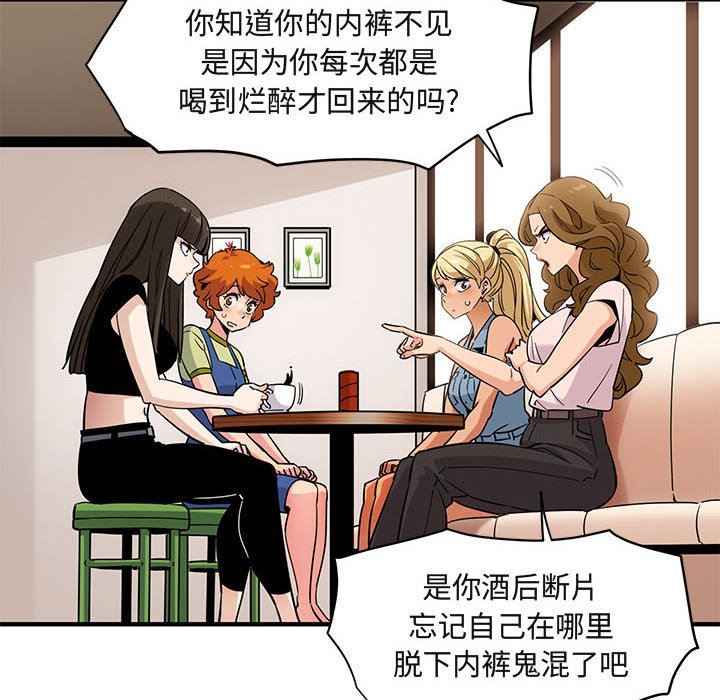 你知道你的内裤不见
是因为你每次都是
喝到烂醉才回来的吗?
是你酒后断片
忘记自己在哪里
脱下内裤鬼混了吧